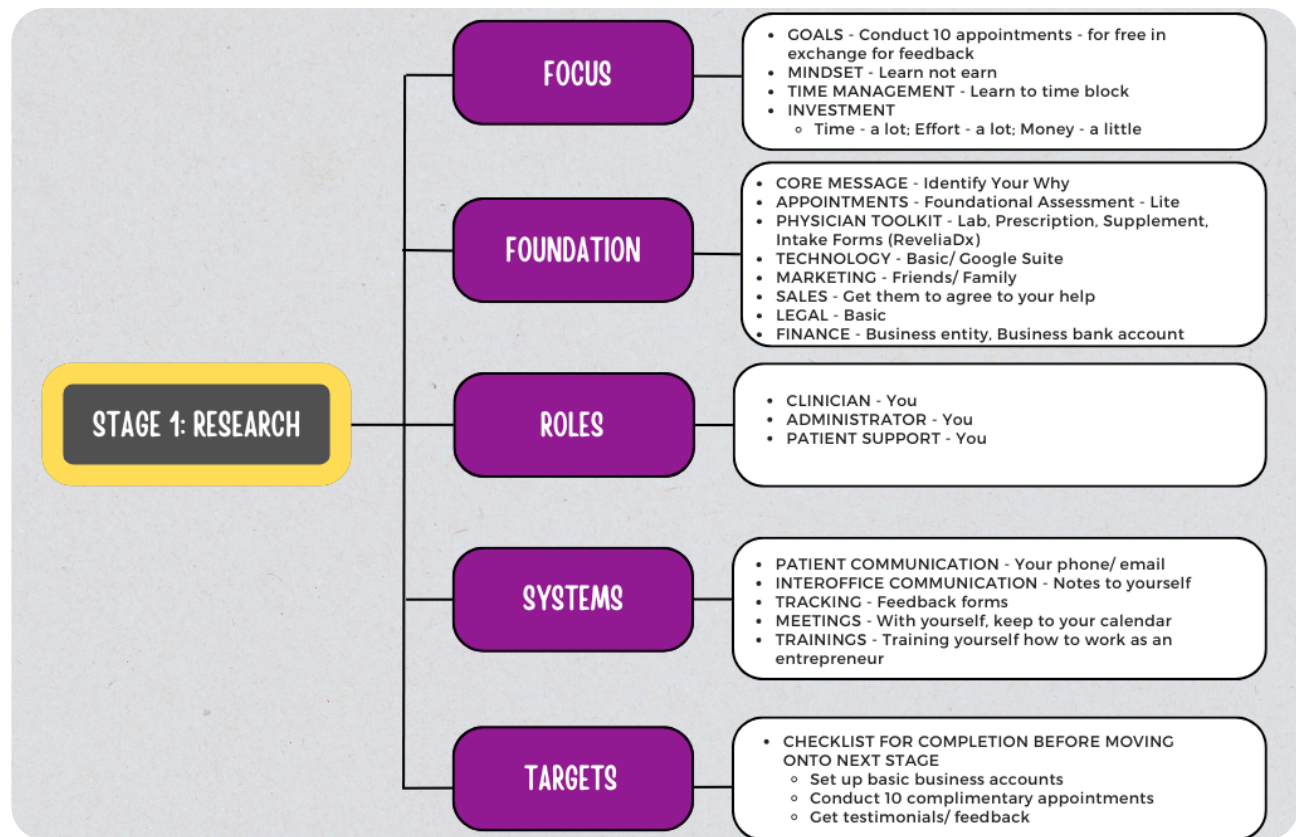 STAGE 1: RESEARCH
FOCUS
• GOALS - Conduct 10 appointments - for free in
exchange for feedback
• MINDSET - Learn not earn
• TIME MANAGEMENT - Learn to time block
• INVESTMENT
◦ Time - a lot; Effort - a lot; Money - a little
FOUNDATION
• CORE MESSAGE - Identify Your Why
• APPOINTMENTS - Foundational Assessment - Lite
• PHYSICIAN TOOLKIT - Lab, Prescription, Supplement,
Intake Forms (ReveliaDx)
• TECHNOLOGY - Basic/ Google Suite
• MARKETING - Friends/ Family
• SALES - Get them to agree to your help
• LEGAL - Basic
• FINANCE - Business entity, Business bank account
ROLES
• CLINICIAN - You
• ADMINISTRATOR - You
• PATIENT SUPPORT - You
SYSTEMS
• PATIENT COMMUNICATION - Your phone/ email
• INTEROFFICE COMMUNICATION - Notes to yourself
• TRACKING - Feedback forms
• MEETINGS - With yourself, keep to your calendar
• TRAININGS - Training yourself how to work as an
entrepreneur
TARGETS
• CHECKLIST FOR COMPLETION BEFORE MOVING
ONTO NEXT STAGE
◦ Set up basic business accounts
◦ Conduct 10 complimentary appointments
◦ Get testimonials/ feedback